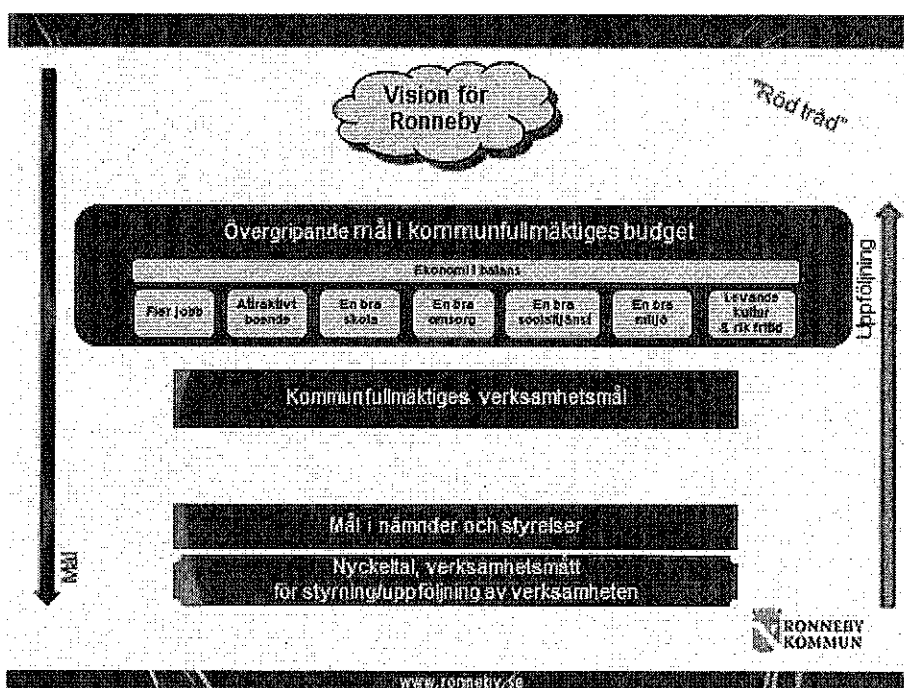 Vision för
Ronneby
"Röd tråd"
Övergripande mål i kommunfullmäktiges budget
Ekonomi i balans
Fler jobb
Attraktivt
boende
En bra
skola
En bra
omsorg
En bra
socialtjänst
En bra
miljö
Levande
kultur
& rik fritid
Uppföljning
Kommunfullmäktiges verksamhetsmål
Mål i nämnder och styrelser
Mål
Nyckeltal, verksamhetsmått
för styrning/uppföljning av verksamheten
RONNEBY
KOMMUN
www.ronneby.se